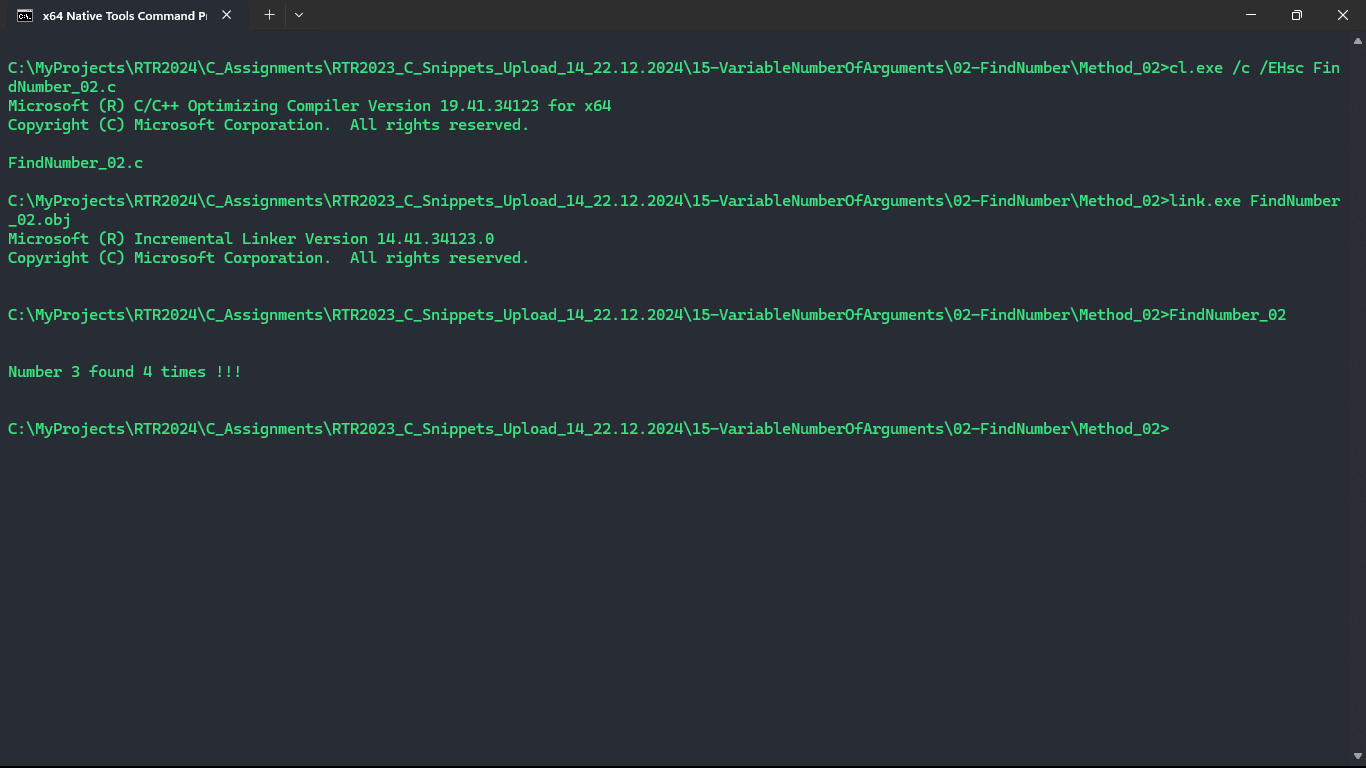 x64 Native Tools Command Pr
C:\MyProjects\RTR2024\C_Assignments\RTR2023_C_Snippets_Upload_14_22.12.2024\15-VariableNumberOfArguments\02-FindNumber\Method_02>cl.exe /c /EHsc Fin
dNumber_02.c
Microsoft (R) C/C++ Optimizing Compiler Version 19.41.34123 for x64
Copyright (C) Microsoft Corporation.  All rights reserved.
FindNumber_02.c
C:\MyProjects\RTR2024\C_Assignments\RTR2023_C_Snippets_Upload_14_22.12.2024\15-VariableNumberOfArguments\02-FindNumber\Method_02>link.exe FindNumber
_02.obj
Microsoft (R) Incremental Linker Version 14.41.34123.0
Copyright (C) Microsoft Corporation.  All rights reserved.
C:\MyProjects\RTR2024\C_Assignments\RTR2023_C_Snippets_Upload_14_22.12.2024\15-VariableNumberOfArguments\02-FindNumber\Method_02>FindNumber_02
Number 3 found 4 times !!!
C:\MyProjects\RTR2024\C_Assignments\RTR2023_C_Snippets_Upload_14_22.12.2024\15-VariableNumberOfArguments\02-FindNumber\Method_02>